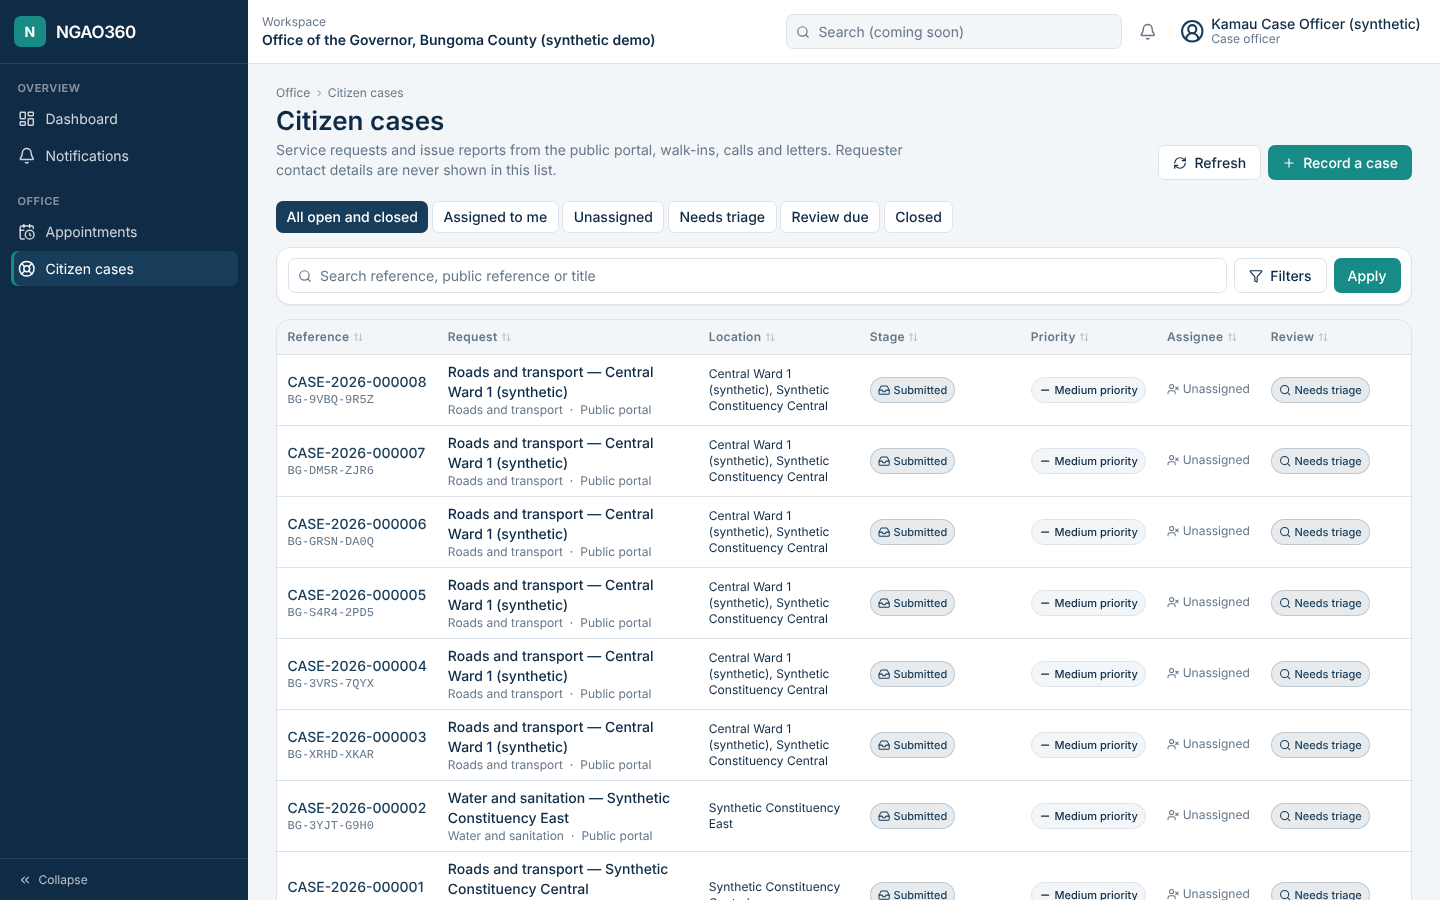 N NGAO360
OVERVIEW
Dashboard
Notifications
OFFICE
Appointments
Citizen cases
Collapse
Workspace
Office of the Governor, Bungoma County (synthetic demo)
Search (coming soon)
Kamau Case Officer (synthetic)
Case officer
Office › Citizen cases
Citizen cases
Service requests and issue reports from the public portal, walk-ins, calls and letters. Requester
contact details are never shown in this list.
Refresh
+ Record a case
All open and closed
Assigned to me
Unassigned
Needs triage
Review due
Closed
Search reference, public reference or title
Filters
Apply
Reference Request Location Stage Priority Assignee Review
CASE-2026-000008
BG-9VBQ-9R5Z
Roads and transport — Central
Ward 1 (synthetic)
Roads and transport · Public portal
Central Ward 1
(synthetic), Synthetic
Constituency Central
Submitted
Medium priority
Unassigned
Needs triage
CASE-2026-000007
BG-DM5R-ZJR6
Roads and transport — Central
Ward 1 (synthetic)
Roads and transport · Public portal
Central Ward 1
(synthetic), Synthetic
Constituency Central
Submitted
Medium priority
Unassigned
Needs triage
CASE-2026-000006
BG-GRSN-DA0Q
Roads and transport — Central
Ward 1 (synthetic)
Roads and transport · Public portal
Central Ward 1
(synthetic), Synthetic
Constituency Central
Submitted
Medium priority
Unassigned
Needs triage
CASE-2026-000005
BG-S4R4-2PD5
Roads and transport — Central
Ward 1 (synthetic)
Roads and transport · Public portal
Central Ward 1
(synthetic), Synthetic
Constituency Central
Submitted
Medium priority
Unassigned
Needs triage
CASE-2026-000004
BG-3VRS-7QYX
Roads and transport — Central
Ward 1 (synthetic)
Roads and transport · Public portal
Central Ward 1
(synthetic), Synthetic
Constituency Central
Submitted
Medium priority
Unassigned
Needs triage
CASE-2026-000003
BG-XRHD-XKAR
Roads and transport — Central
Ward 1 (synthetic)
Roads and transport · Public portal
Central Ward 1
(synthetic), Synthetic
Constituency Central
Submitted
Medium priority
Unassigned
Needs triage
CASE-2026-000002
BG-3YJT-G9H0
Water and sanitation — Synthetic
Constituency East
Water and sanitation · Public portal
Synthetic Constituency
East
Submitted
Medium priority
Unassigned
Needs triage
CASE-2026-000001
Roads and transport — Synthetic
Constituency Central
Synthetic Constituency
Submitted
Medium priority
Unassigned
Needs triage